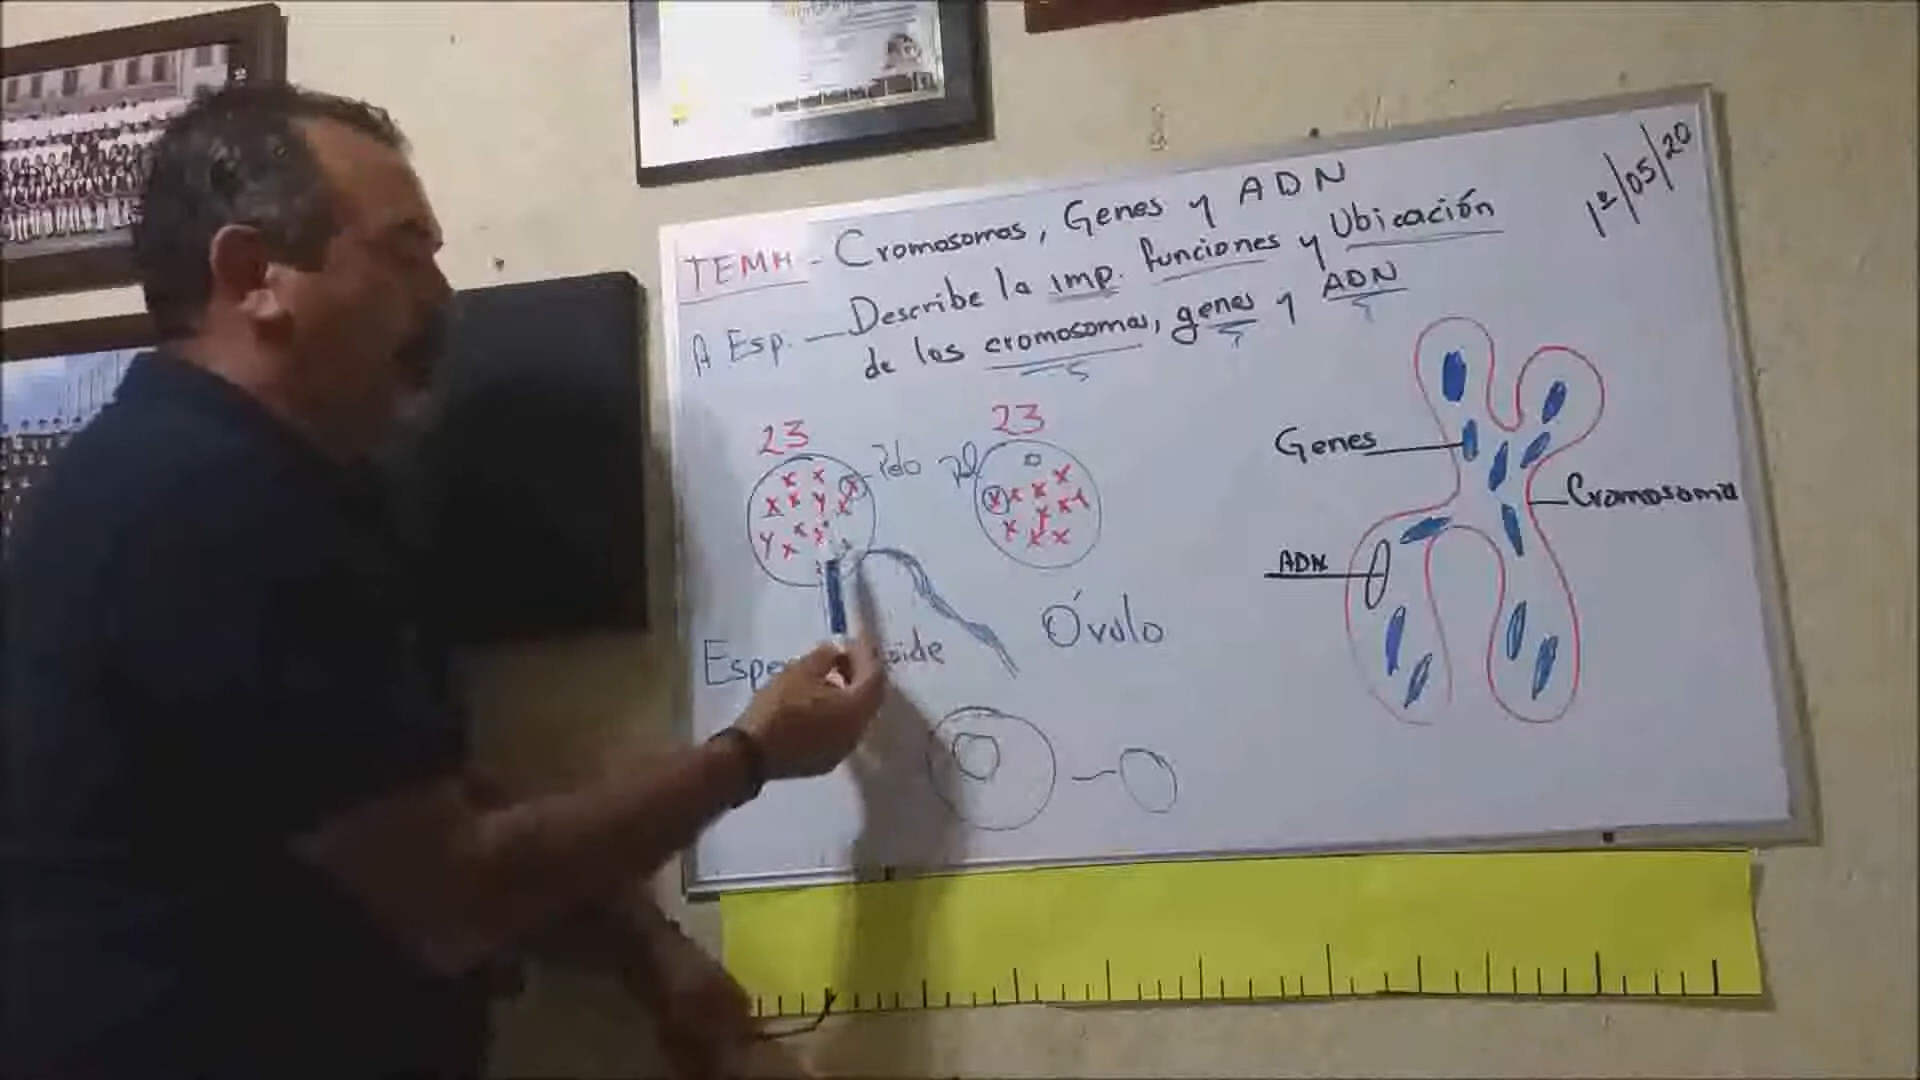 TEMA - Cromosomas, Genes y ADN
1º/05/20
A Esp. — Describe la imp. funciones y Ubicación
de los cromosomas, genes y ADN
23
23
Pelo
Genes
Cromosoma
ADN
Óvulo